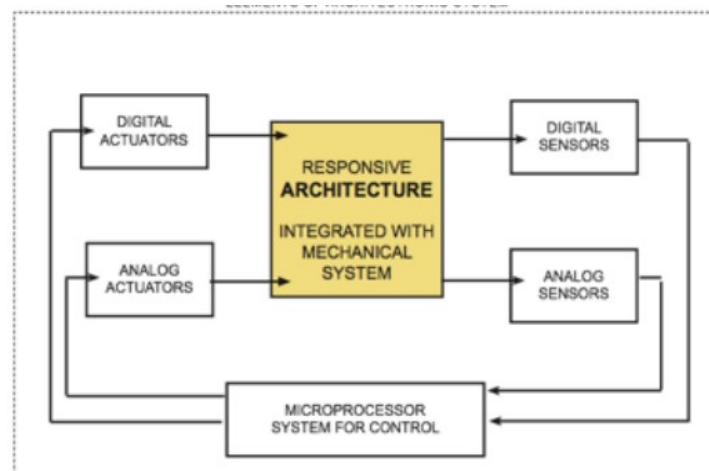 DIGITAL
ACTUATORS
RESPONSIVE
ARCHITECTURE
INTEGRATED WITH
MECHANICAL
SYSTEM
DIGITAL
SENSORS
ANALOG
ACTUATORS
ANALOG
SENSORS
MICROPROCESSOR
SYSTEM FOR CONTROL